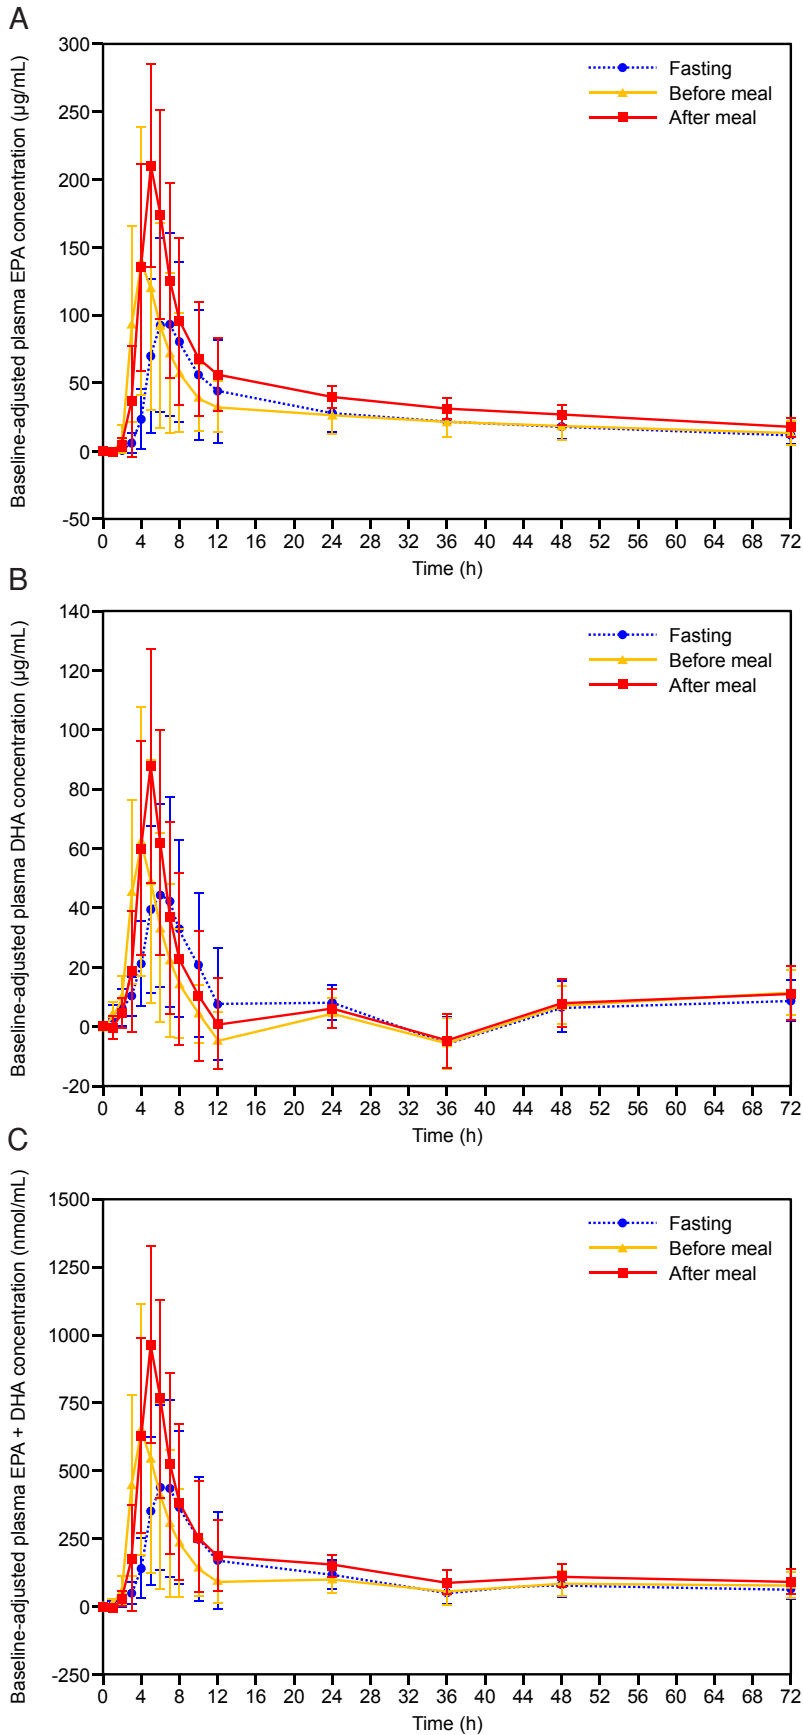 A
Baseline-adjusted plasma EPA concentration (µg/mL)
300
250
200
150
100
50
0
-50
Fasting
Before meal
After meal
0 4 8 12 16 20 24 28 32 36 40 44 48 52 56 60 64 68 72
Time (h)
B
Baseline-adjusted plasma DHA concentration (µg/mL)
140
120
100
80
60
40
20
0
-20
Fasting
Before meal
After meal
0 4 8 12 16 20 24 28 32 36 40 44 48 52 56 60 64 68 72
Time (h)
C
Baseline-adjusted plasma EPA + DHA concentration (nmol/mL)
1500
1250
1000
750
500
250
0
-250
Fasting
Before meal
After meal
0 4 8 12 16 20 24 28 32 36 40 44 48 52 56 60 64 68 72
Time (h)